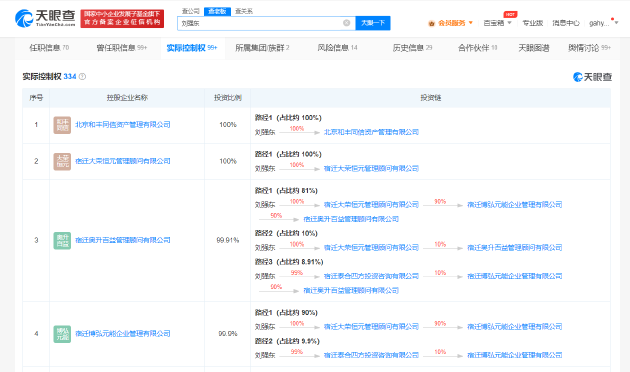 天眼查
TianYanCha.com
国家中小企业发展子基金旗下
官方备案企业征信机构
查公司 查老板 查关系
刘强东
天眼一下
会员服务
百宝箱
HOT
专业版
消息中心
gahy...
任职信息 70
曾任职信息 99+
实际控制权 99+
所属集团/族群 2
风险信息 14
历史信息 29
合作伙伴 10
天眼图谱
舆情讨论 99+
实际控制权 334
天眼查
序号 控股企业名称 投资比例 投资链
1
和丰
同信
北京和丰同信资产管理有限公司
100%
路径1 (占比约 100%)
刘强东 100% 北京和丰同信资产管理有限公司
2
大荣
恒元
宿迁大荣恒元管理顾问有限公司
100%
路径1 (占比约 100%)
刘强东 100% 宿迁大荣恒元管理顾问有限公司
3
奥升
百益
宿迁奥升百益管理顾问有限公司
99.91%
路径1 (占比约 81%)
刘强东 100% 宿迁大荣恒元管理顾问有限公司 90% 宿迁博弘元能企业管理有限公司
90% 宿迁奥升百益管理顾问有限公司
路径2 (占比约 10%)
刘强东 100% 宿迁大荣恒元管理顾问有限公司 10% 宿迁奥升百益管理顾问有限公司
路径3 (占比约 8.91%)
刘强东 99% 宿迁泰合四方投资咨询有限公司 10% 宿迁博弘元能企业管理有限公司
90% 宿迁奥升百益管理顾问有限公司
4
博弘
元能
宿迁博弘元能企业管理有限公司
99.9%
路径1 (占比约 90%)
刘强东 100% 宿迁大荣恒元管理顾问有限公司 90% 宿迁博弘元能企业管理有限公司
路径2 (占比约 9.9%)
刘强东 99% 宿迁泰合四方投资咨询有限公司 10% 宿迁博弘元能企业管理有限公司